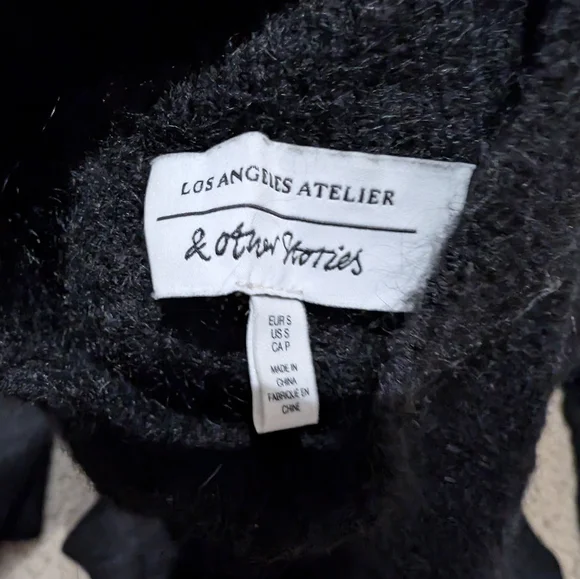 LOS ANGELES ATELIER
& other Stories
EUR S
US S
CA P
MADE IN
CHINA
FABRIQUÉ EN
CHINE